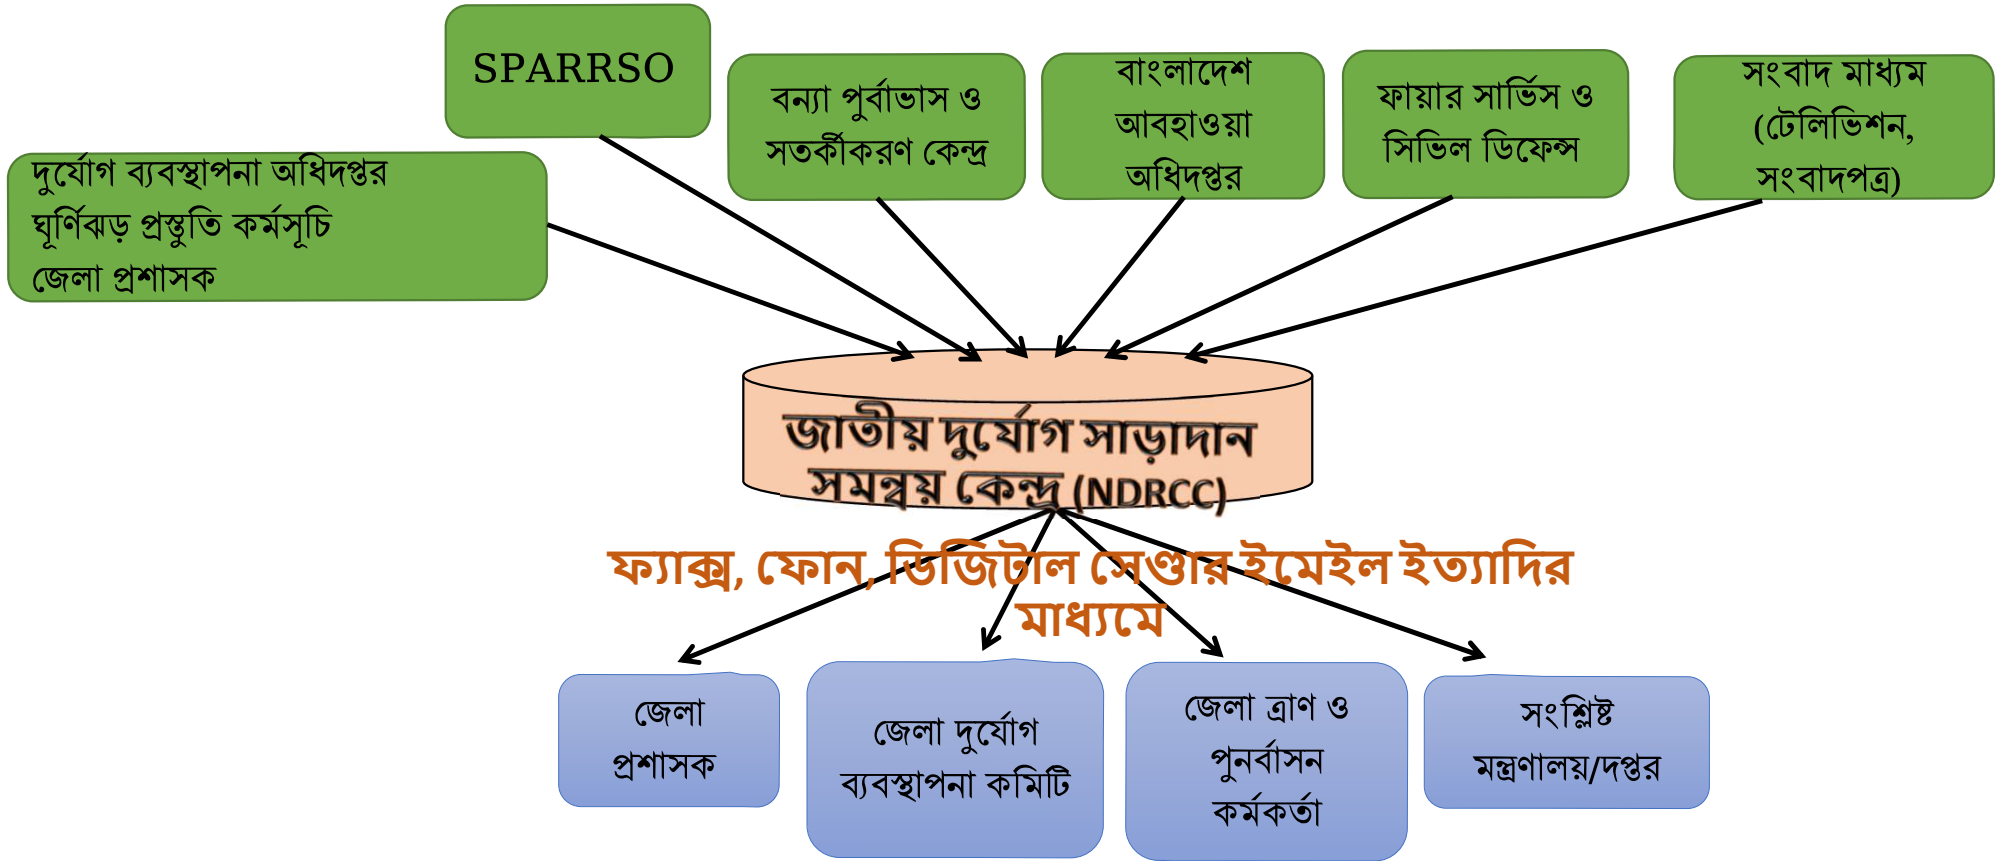 SPARRSO
বন্যা পুর্বাভাস ও
সতর্কীকরণ কেন্দ্র
বাংলাদেশ
আবহাওয়া
অধিদপ্তর
ফায়ার সার্ভিস ও
সিভিল ডিফেন্স
সংবাদ মাধ্যম
(টেলিভিশন,
সংবাদপত্র)
দুর্যোগ ব্যবস্থাপনা অধিদপ্তর
ঘূর্ণিঝড় প্রস্তুতি কর্মসূচি
জেলা প্রশাসক
জাতীয় দুর্যোগ সাড়াদান
সমন্বয় কেন্দ্র (NDRCC)
ফ্যাক্স, ফোন, ডিজিটাল সেণ্ডার ইমেইল ইত্যাদির
মাধ্যমে
জেলা
প্রশাসক
জেলা দুর্যোগ
ব্যবস্থাপনা কমিটি
জেলা ত্রাণ ও
পুনর্বাসন
কর্মকর্তা
সংশ্লিষ্ট
মন্ত্রণালয়/দপ্তর